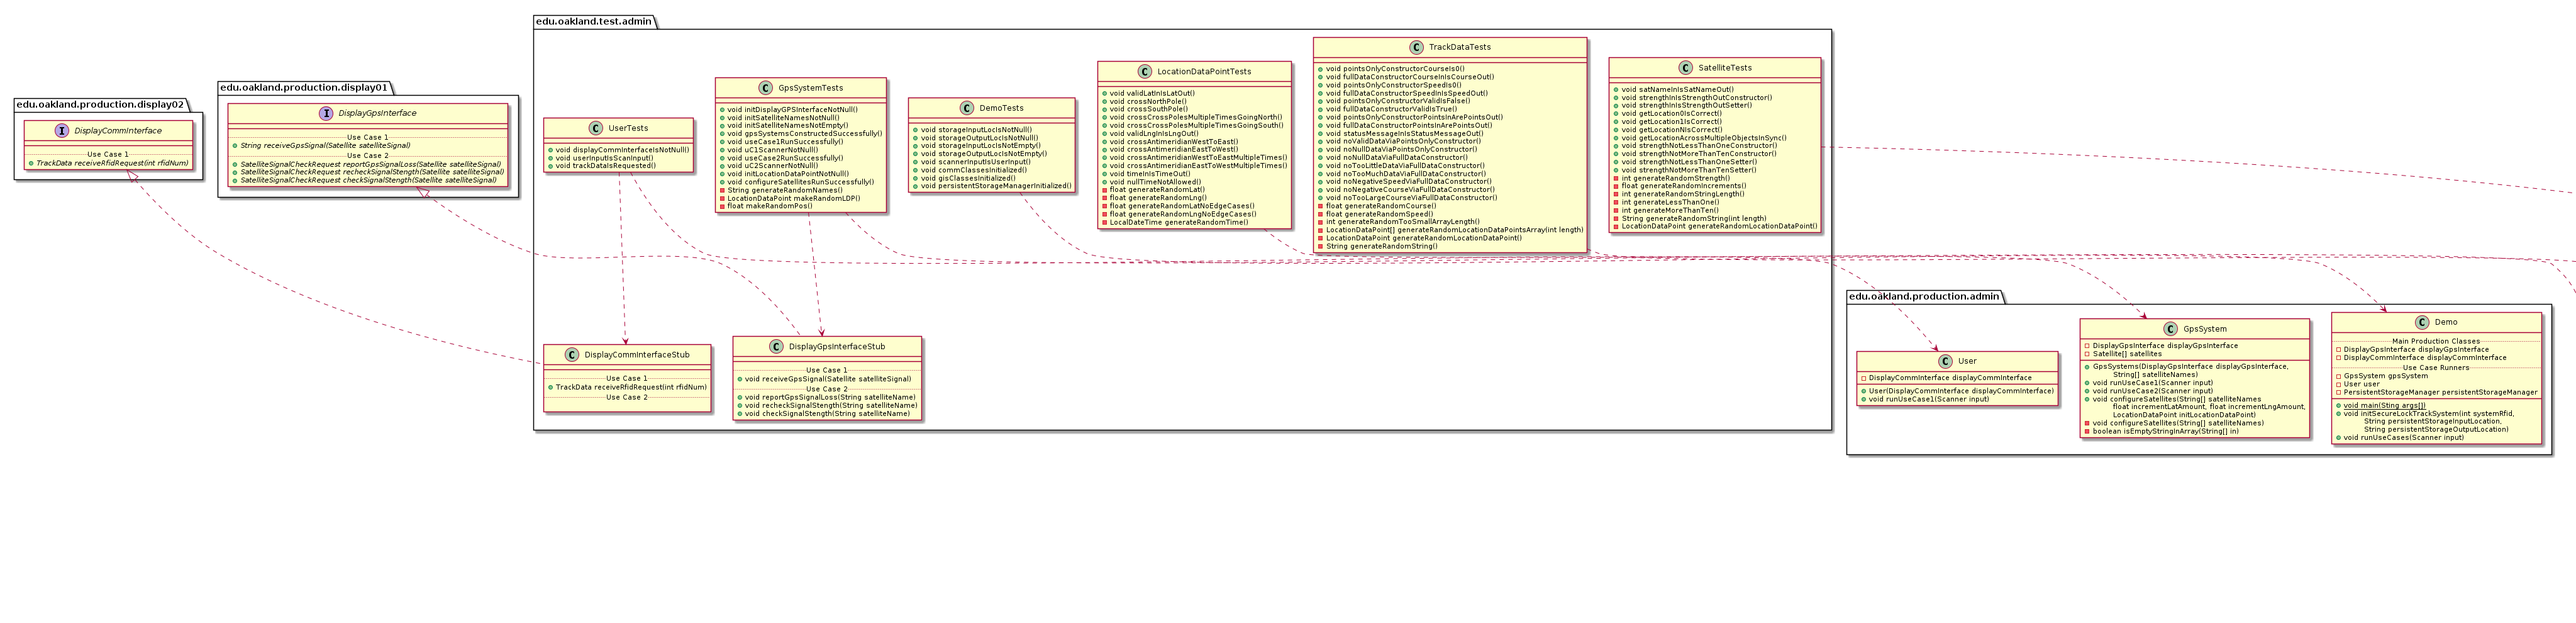 edu.oakland.production.display02
DisplayCommInterface
Use Case 1
TrackData receiveRfidRequest(int rfidNum)
edu.oakland.production.display01
DisplayGpsInterface
Use Case 1
String receiveGpsSignal(Satellite satelliteSignal)
Use Case 2
SatelliteSignalCheckRequest reportGpsSignalLoss(Satellite satelliteSignal)
SatelliteSignalCheckRequest recheckSignalStength(Satellite satelliteSignal)
SatelliteSignalCheckRequest checkSignalStength(Satellite satelliteSignal)
edu.oakland.test.admin
UserTests
void displayCommInterfaceIsNotNull()
void userInputIsScanInput()
void trackDataIsRequested()
GpsSystemTests
void initDisplayGPSInterfaceNotNull()
void initSatelliteNamesNotNull()
void initSatelliteNamesNotEmpty()
void gpsSystemsConstructedSuccessfully()
void useCase1RunSuccessfully()
void uC1ScannerNotNull()
void useCase2RunSuccessfully()
void uC2ScannerNotNull()
void initLocationDataPointNotNull()
void configureSatellitesRunSuccessfully()
String generateRandomNames()
LocationDataPoint makeRandomLDP()
float makeRandomPos()
DemoTests
void storageInputLocIsNotNull()
void storageOutputLocIsNotNull()
void storageInputLocIsNotEmpty()
void storageOutputLocIsNotEmpty()
void scannerInputIsUserInput()
void commClassesInitialized()
void gisClassesInitialized()
void persistentStorageManagerInitialized()
LocationDataPointTests
void validLatInIsLatOut()
void crossNorthPole()
void crossSouthPole()
void crossCrossPolesMultipleTimesGoingNorth()
void crossCrossPolesMultipleTimesGoingSouth()
void validLngInIsLngOut()
void crossAntimeridianWestToEast()
void crossAntimeridianEastToWest()
void crossAntimeridianWestToEastMultipleTimes()
void crossAntimeridianEastToWestMultipleTimes()
void timeInIsTimeOut()
void nullTimeNotAllowed()
float generateRandomLat()
float generateRandomLng()
float generateRandomLatNoEdgeCases()
float generateRandomLngNoEdgeCases()
LocalDateTime generateRandomTime()
TrackDataTests
void pointsOnlyConstructorCourseIs0()
void fullDataConstructorCourseInIsCourseOut()
void pointsOnlyConstructorSpeedIs0()
void fullDataConstructorSpeedInIsSpeedOut()
void pointsOnlyConstructorValidIsFalse()
void fullDataConstructorValidIsTrue()
void pointsOnlyConstructorPointsInArePointsOut()
void fullDataConstructorPointsInArePointsOut()
void statusMessageInIsStatusMessageOut()
void noValidDataViaPointsOnlyConstructor()
void noNullDataViaPointsOnlyConstructor()
void noNullDataViaFullDataConstructor()
void noTooLittleDataViaFullDataConstructor()
void noTooMuchDataViaFullDataConstructor()
void noNegativeSpeedViaFullDataConstructor()
void noNegativeCourseViaFullDataConstructor()
void noTooLargeCourseViaFullDataConstructor()
float generateRandomCourse()
float generateRandomSpeed()
int generateRandomTooSmallArrayLength()
LocationDataPoint[] generateRandomLocationDataPointsArray(int length)
LocationDataPoint generateRandomLocationDataPoint()
String generateRandomString()
SatelliteTests
void satNameInIsSatNameOut()
void strengthInIsStrengthOutConstructor()
void strengthInIsStrengthOutSetter()
void getLocation0IsCorrect()
void getLocation1IsCorrect()
void getLocationNIsCorrect()
void getLocationAcrossMultipleObjectsInSync()
void strengthNotLessThanOneConstructor()
void strengthNotMoreThanTenConstructor()
void strengthNotLessThanOneSetter()
void strengthNotMoreThanTenSetter()
int generateRandomStrength()
float generateRandomIncrements()
int generateRandomStringLength()
int generateLessThanOne()
int generateMoreThanTen()
String generateRandomString(int length)
LocationDataPoint generateRandomLocationDataPoint()
DisplayCommInterfaceStub
Use Case 1
TrackData receiveRfidRequest(int rfidNum)
Use Case 2
DisplayGpsInterfaceStub
Use Case 1
void receiveGpsSignal(Satellite satelliteSignal)
Use Case 2
void reportGpsSignalLoss(String satelliteName)
void recheckSignalStength(String satelliteName)
void checkSignalStength(String satelliteName)
edu.oakland.production.admin
User
DisplayCommInterface displayCommInterface
User(DisplayCommInterface displayCommInterface)
void runUseCase1(Scanner input)
GpsSystem
DisplayGpsInterface displayGpsInterface
Satellite[] satellites
GpsSystems(DisplayGpsInterface displayGpsInterface,
String[] satelliteNames)
void runUseCase1(Scanner input)
void runUseCase2(Scanner input)
void configureSatellites(String[] satelliteNames
float incrementLatAmount, float incrementLngAmount,
LocationDataPoint initLocationDataPoint)
void configureSatellites(String[] satelliteNames)
boolean isEmptyStringInArray(String[] in)
Demo
Main Production Classes
DisplayGpsInterface displayGpsInterface
DisplayCommInterface displayCommInterface
Use Case Runners
GpsSystem gpsSystem
User user
PersistentStorageManager persistentStorageManager
void main(String args[])
void initSecureLockTrackSystem(int systemRfid,
String persistentStorageInputLocation,
String persistentStorageOutputLocation)
void runUseCases(Scanner input)